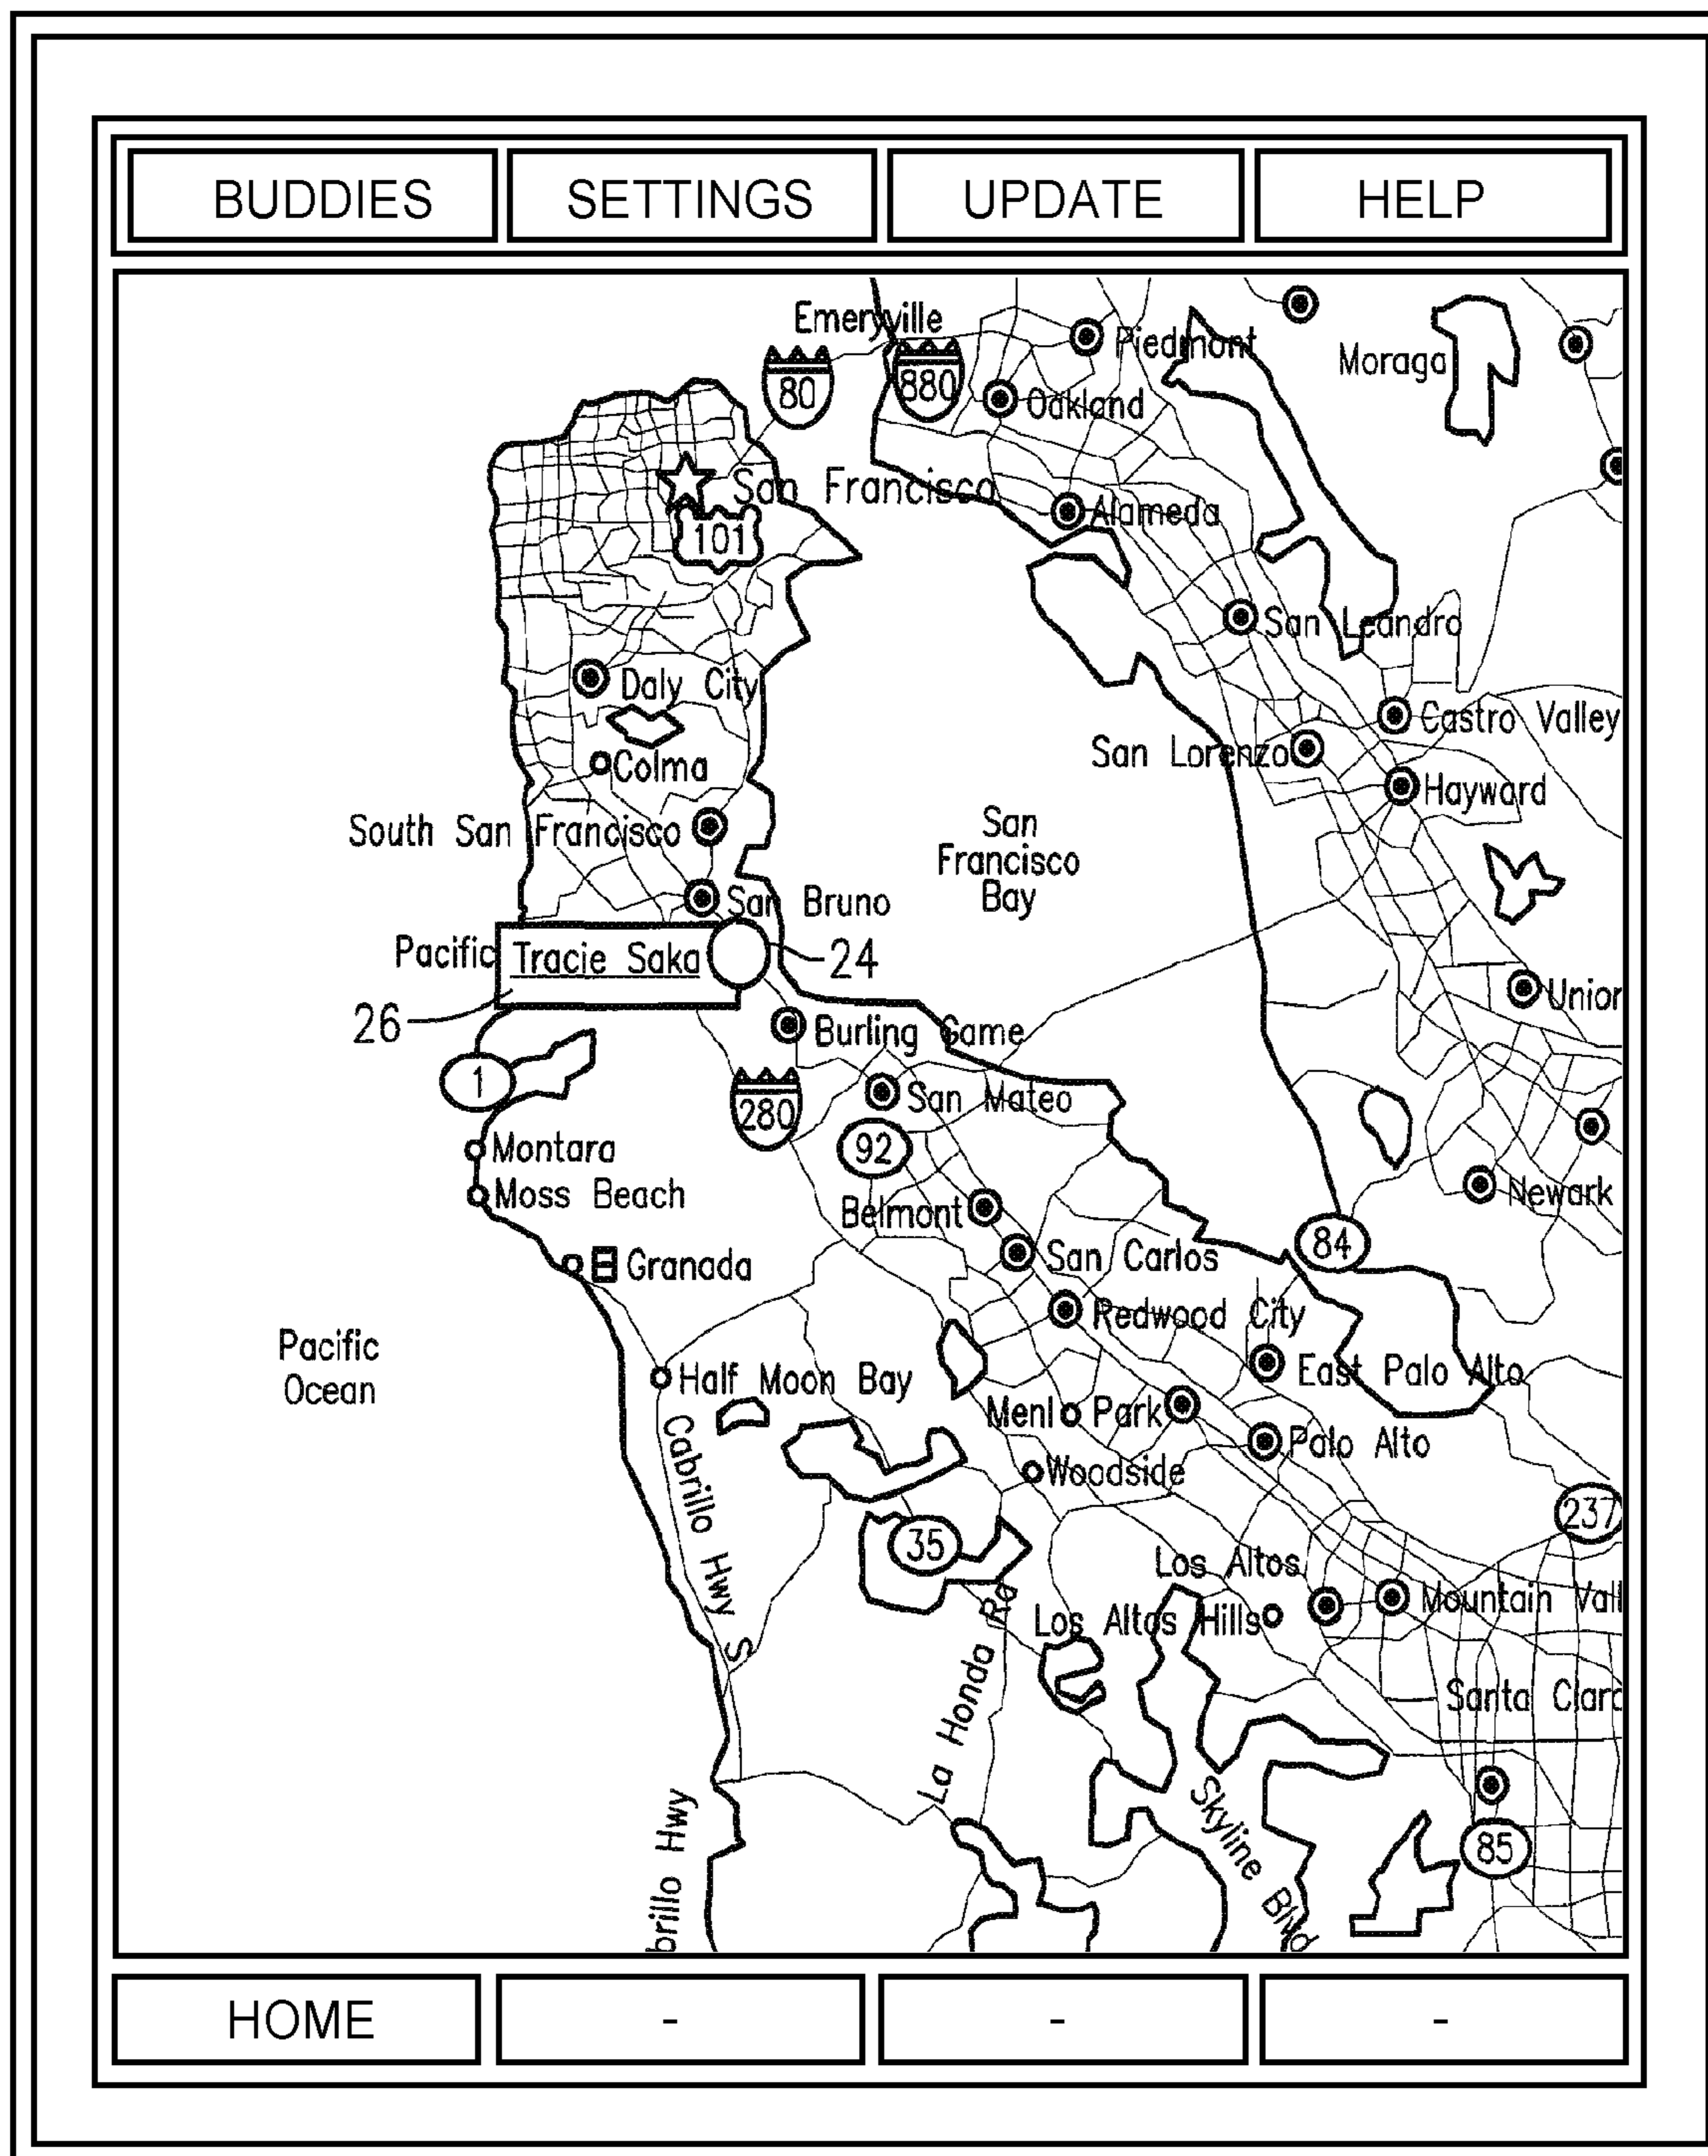 BUDDIES
SETTINGS
UPDATE
HELP
Emeryville
80
880
Piedmont
Moraga
Oakland
San Francisco
101
Alameda
San Leandro
Daly City
Castro Valley
San Lorenzo
Colma
Hayward
South San Francisco
San
Francisco
Bay
San Bruno
Pacific
Tracie Saka
24
26
Union
Burling Game
1
San Mateo
280
92
Montara
Moss Beach
Newark
Belmont
84
San Carlos
Granada
Redwood City
Pacific
Ocean
East Palo Alto
Half Moon Bay
Menlo Park
Palo Alto
Woodside
Cabrillo Hwy S
237
35
Los Altos
Mountain Vall
Los Altos Hills
La Honda Rd
Santa Clara
Skyline Blvd
85
brillo Hwy
HOME
-
-
-